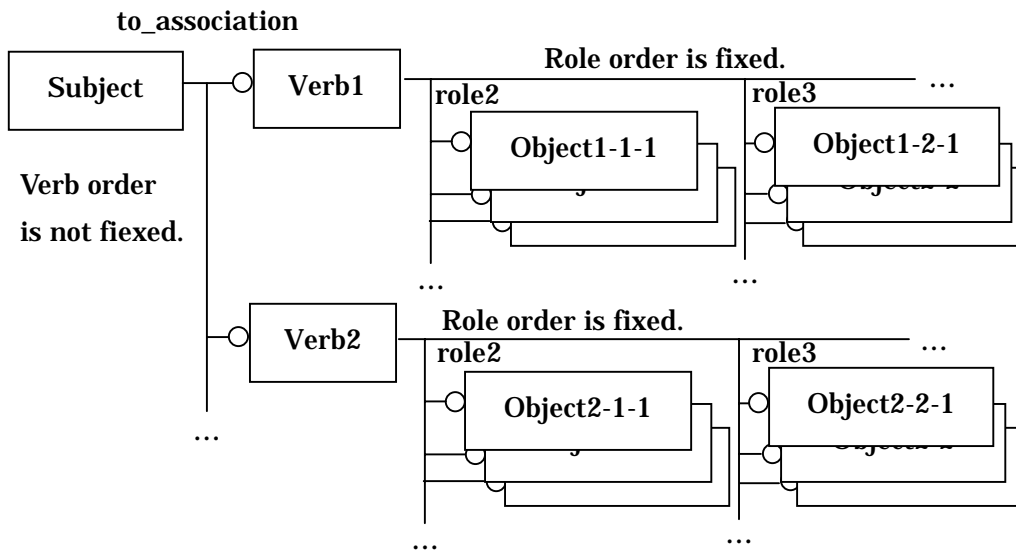 to_association
Subject
Verb1
Role order is fixed.
...
role2
role3
Object1-1-1
Object1-2-1
Verb order
is not fiexed.
...
...
Verb2
Role order is fixed.
...
role2
role3
Object2-1-1
Object2-2-1
...
...
...